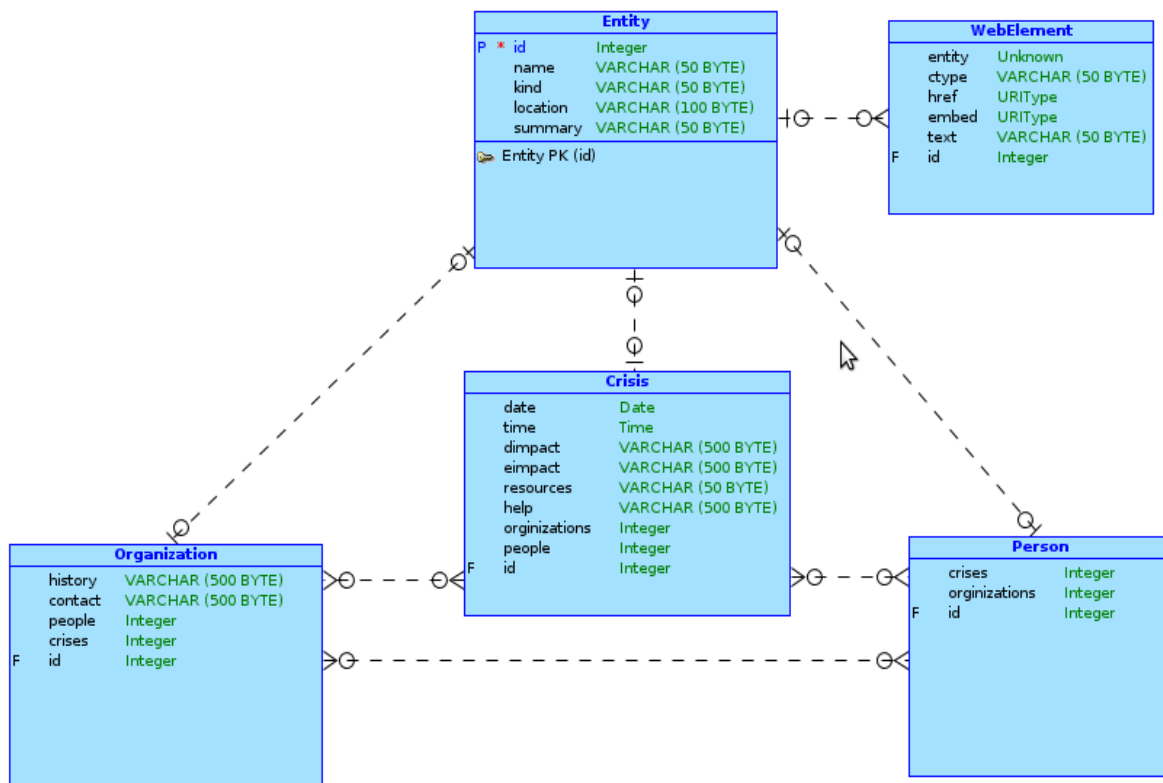 Entity
P * id Integer
name VARCHAR (50 BYTE)
kind VARCHAR (50 BYTE)
location VARCHAR (100 BYTE)
summary VARCHAR (50 BYTE)
Entity PK (id)
WebElement
entity Unknown
ctype VARCHAR (50 BYTE)
href URIType
embed URIType
text VARCHAR (50 BYTE)
F id Integer
Crisis
date Date
time Time
dimpact VARCHAR (500 BYTE)
eimpact VARCHAR (500 BYTE)
resources VARCHAR (50 BYTE)
help VARCHAR (500 BYTE)
orginizations Integer
people Integer
F id Integer
Organization
history VARCHAR (500 BYTE)
contact VARCHAR (500 BYTE)
people Integer
crises Integer
F id Integer
Person
crises Integer
orginizations Integer
F id Integer